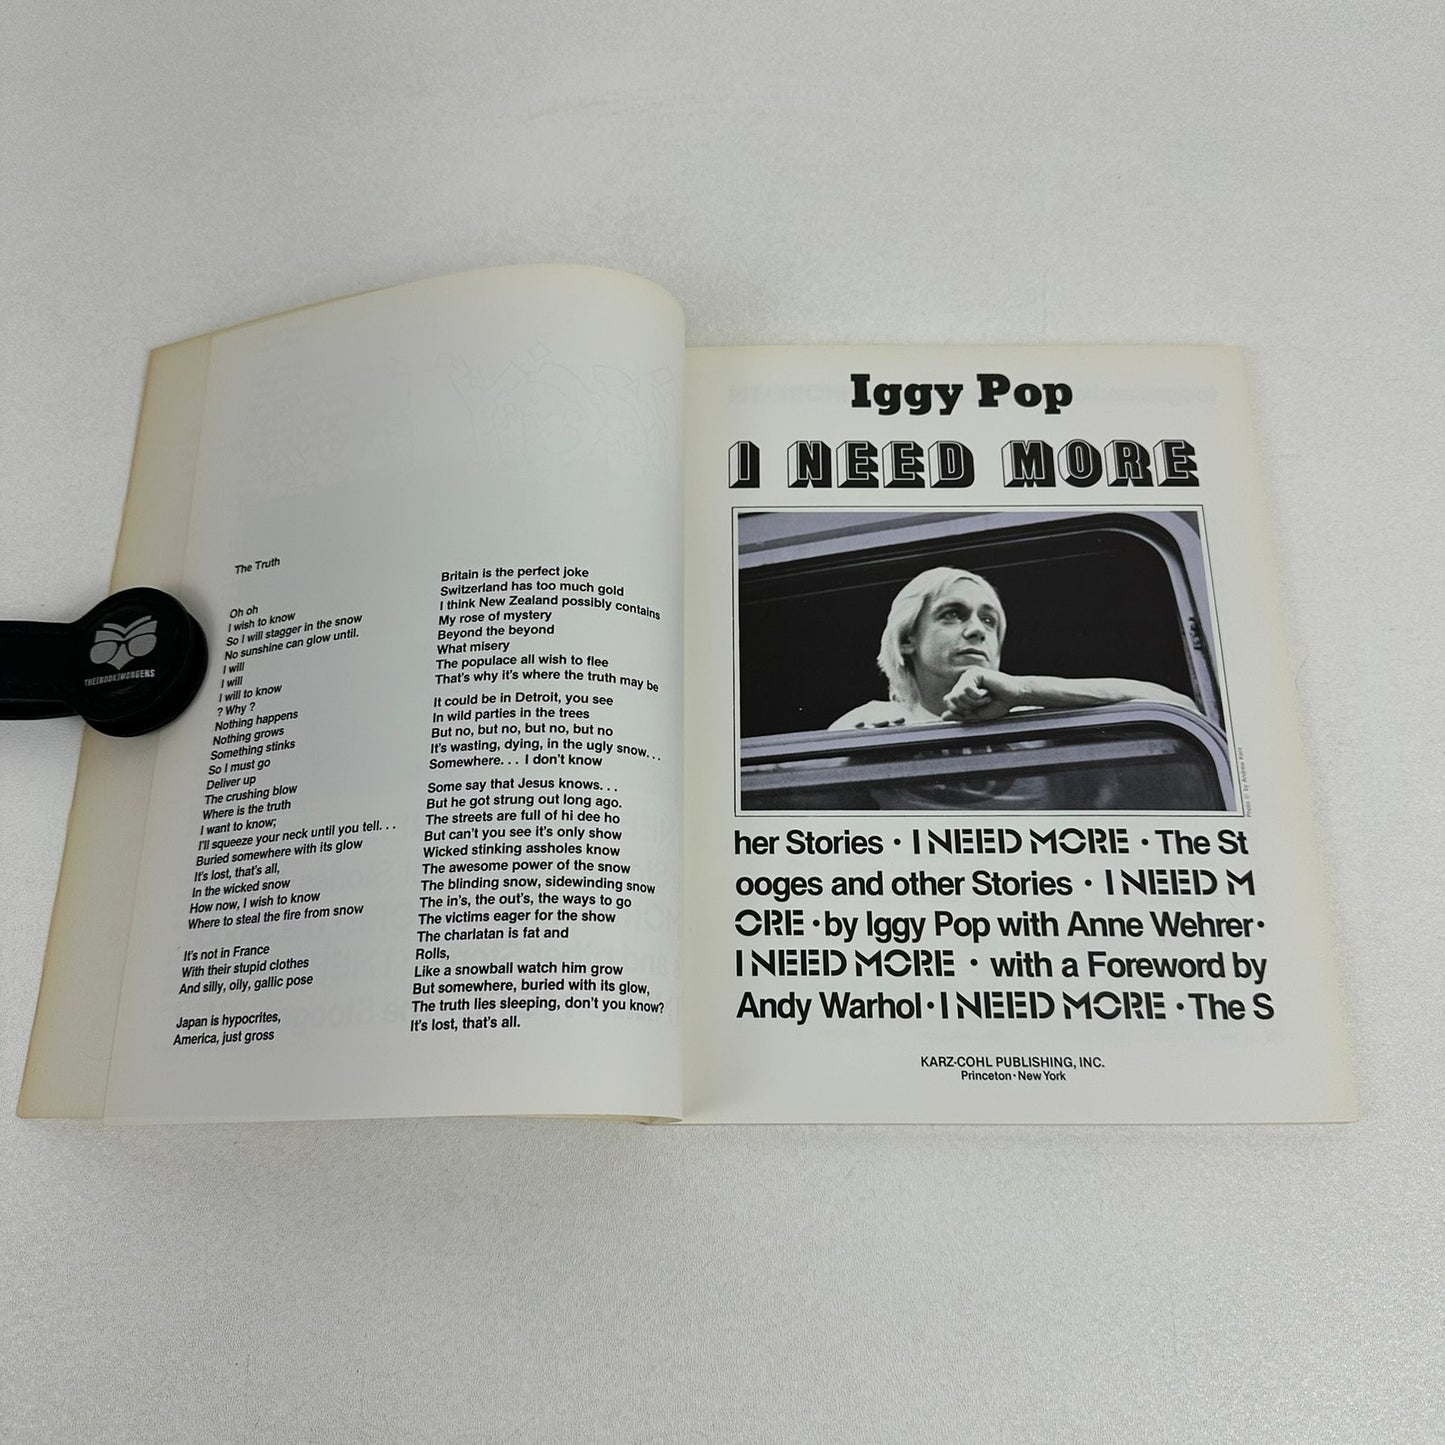 The Truth
Oh oh
I wish to know
So I will stagger in the snow
No sunshine can glow until.
I will
I will
I will to know
? Why ?
Nothing happens
Nothing grows
Something stinks
So I must go
Deliver up
The crushing blow
Where is the truth
I want to know;
I'll squeeze your neck until you tell. . .
Buried somewhere with its glow
It's lost, that's all,
In the wicked snow
How now, I wish to know
Where to steal the fire from snow
It's not in France
With their stupid clothes
And silly, oily, gallic pose
Japan is hypocrites,
America, just gross
Britain is the perfect joke
Switzerland has too much gold
I think New Zealand possibly contains
My rose of mystery
Beyond the beyond
What misery
The populace all wish to flee
That's why it's where the truth may be
It could be in Detroit, you see
In wild parties in the trees
But no, but no, but no, but no
It's wasting, dying, in the ugly snow. . .
Somewhere. . . I don't know
Some say that Jesus knows. . .
But he got strung out long ago.
The streets are full of hi dee ho
But can't you see it's only show
Wicked stinking assholes know
The awesome power of the snow
The blinding snow, sidewinding snow
The in's, the out's, the ways to go
The victims eager for the show
The charlatan is fat and
Rolls,
Like a snowball watch him grow
But somewhere, buried with its glow,
The truth lies sleeping, don't you know?
It's lost, that's all.
THE[BOOK]MORGERS
Iggy Pop
I NEED MORE
Photo © by Andrew Kent
her Stories · I NEED MORE · The St
ooges and other Stories · I NEED M
ORE · by Iggy Pop with Anne Wehrer ·
I NEED MORE · with a Foreword by
Andy Warhol · I NEED MORE · The S
KARZ-COHL PUBLISHING, INC.
Princeton · New York